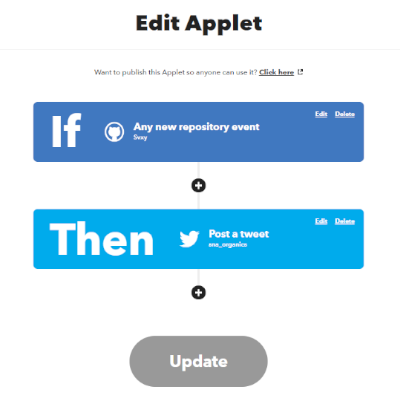 Edit Applet
Want to publish this Applet so anyone can use it? Click here
If
Any new repository event
Edit Delete
Then
Post a tweet
Edit Delete
Update